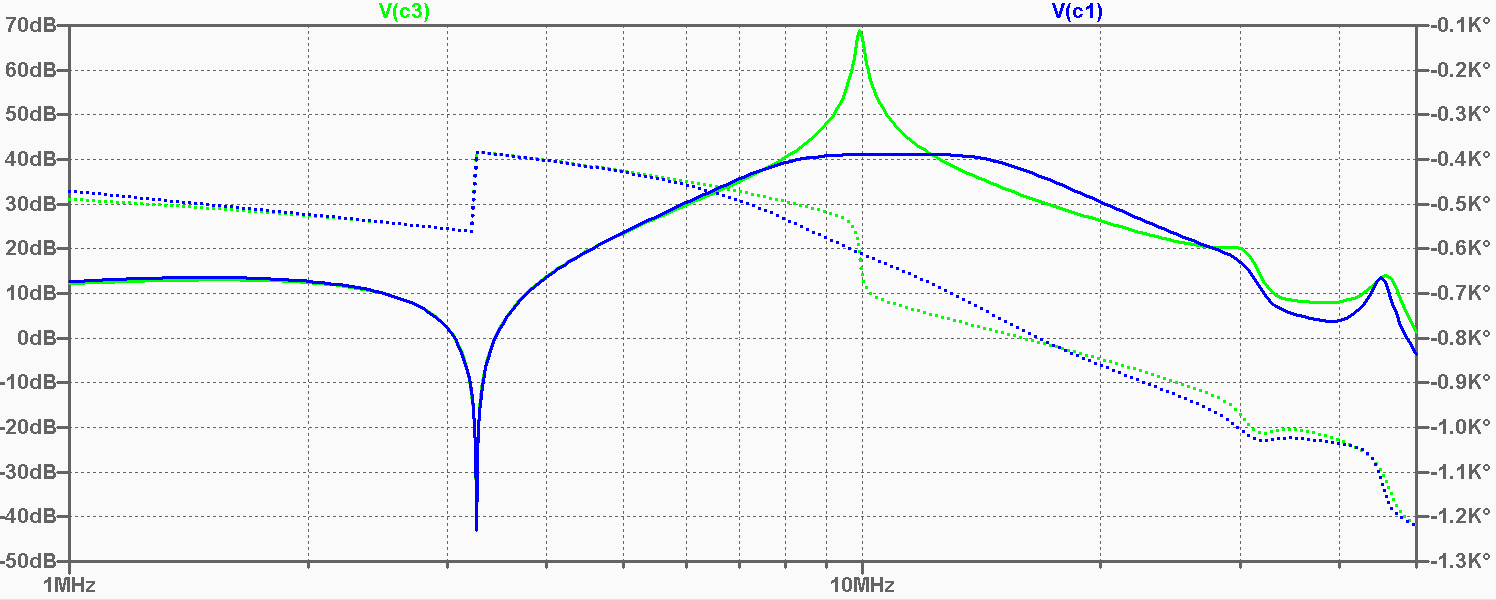 V(c3) V(c1)
70dB -0.1K°
60dB -0.2K°
50dB -0.3K°
40dB -0.4K°
30dB -0.5K°
20dB -0.6K°
10dB -0.7K°
0dB -0.8K°
-10dB -0.9K°
-20dB -1.0K°
-30dB -1.1K°
-40dB -1.2K°
-50dB -1.3K°
1MHz 10MHz